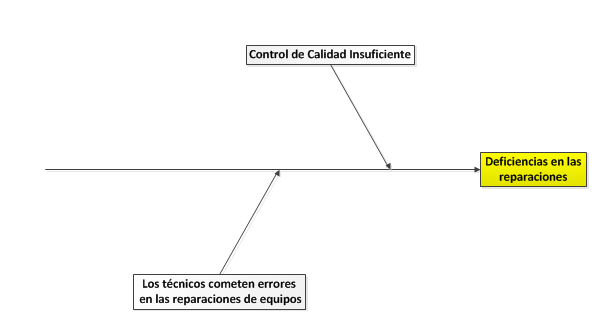 Control de Calidad Insuficiente
Deficiencias en las
reparaciones
Los técnicos cometen errores
en las reparaciones de equipos